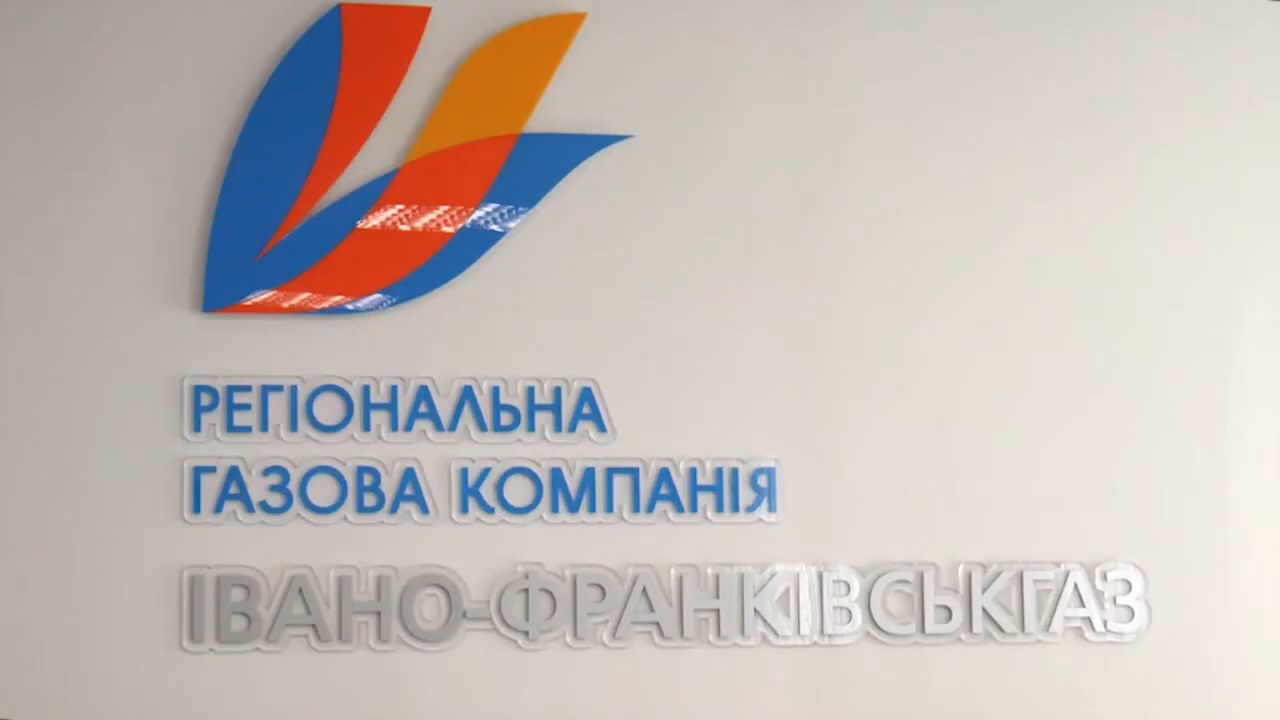 РЕГІОНАЛЬНА
ГАЗОВА КОМПАНІЯ
ІВАНО-ФРАНКІВСЬКГАЗ